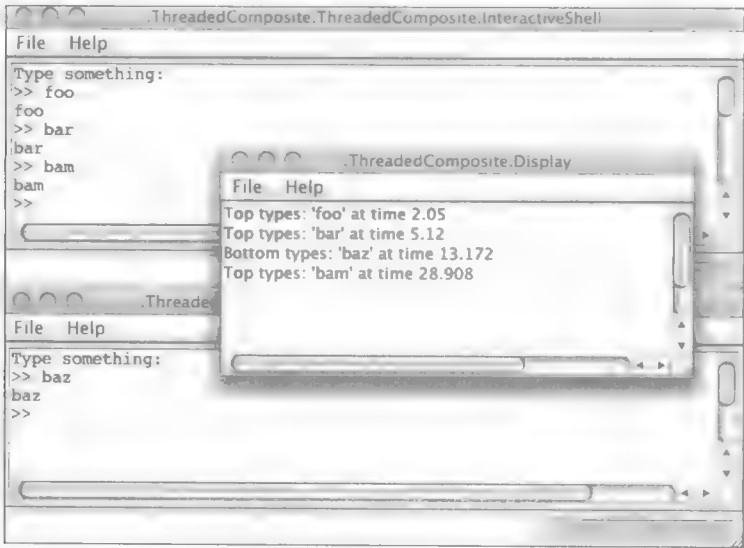 .ThreadedComposite.ThreadedComposite.InteractiveShell
File Help
Type something:
>> foo
foo
>> bar
bar
>> bam
bam
>>
.ThreadedComposite.Display
File Help
Top types: 'foo' at time 2.05
Top types: 'bar' at time 5.12
Bottom types: 'baz' at time 13.172
Top types: 'bam' at time 28.908
.Threade
File Help
Type something:
>> baz
baz
>>